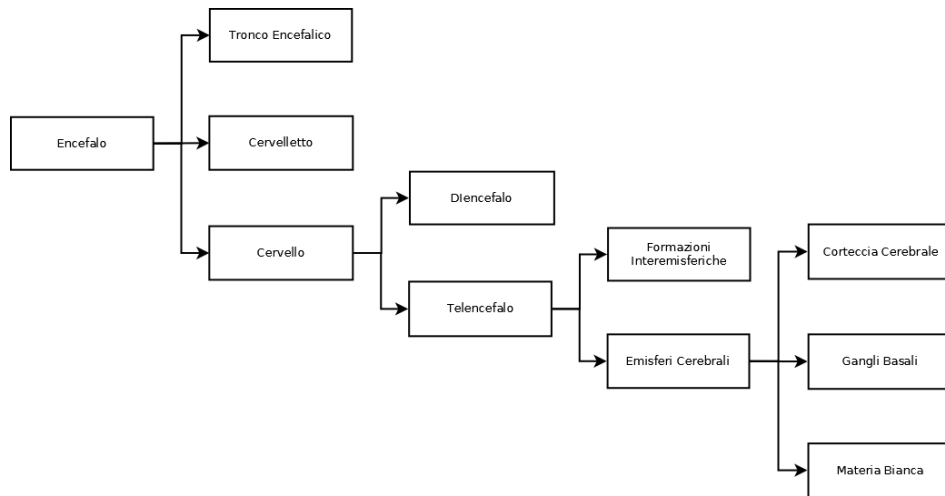 Tronco Encefalico
Encefalo
Cervelletto
DIencefalo
Cervello
Formazioni
Interemisferiche
Corteccia Cerebrale
Telencefalo
Emisferi Cerebrali
Gangli Basali
Materia Bianca